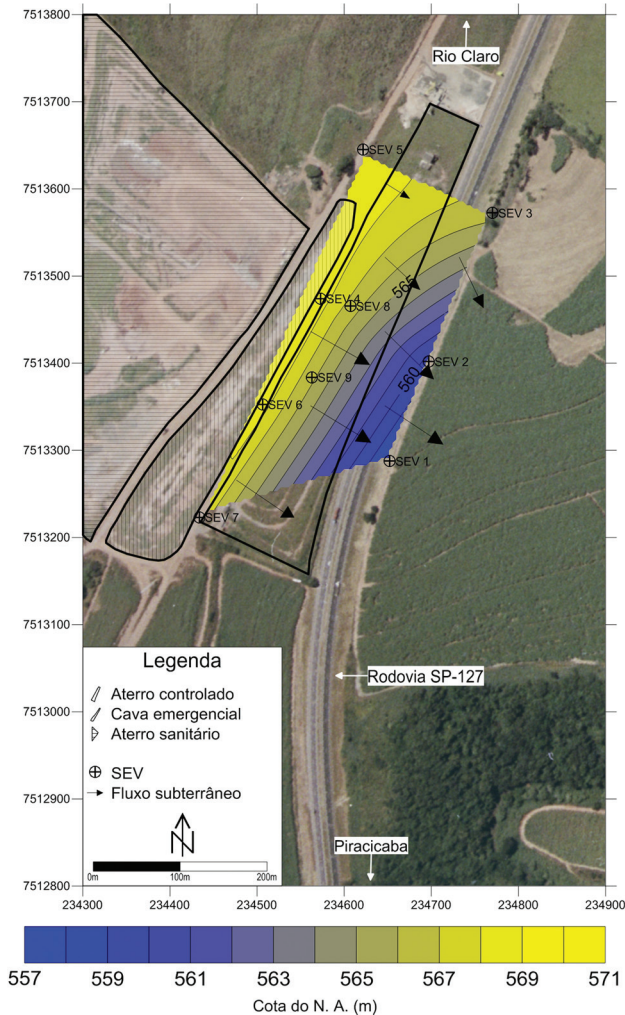 7513800
Rio Claro
7513700
SEV 5
7513600
SEV 3
7513500
565
SEV 4
SEV 8
7513400
SEV 2
SEV 9
560
SEV 6
7513300
SEV 1
SEV 7
7513200
7513100
Legenda
Rodovia SP-127
Aterro controlado
7513000
Cava emergencial
Aterro sanitário
SEV
7512900
Fluxo subterrâneo
N
Piracicaba
0m 100m 200m
7512800
234300 234400 234500 234600 234700 234800 234900
557 559 561 563 565 567 569 571
Cota do N. A. (m)